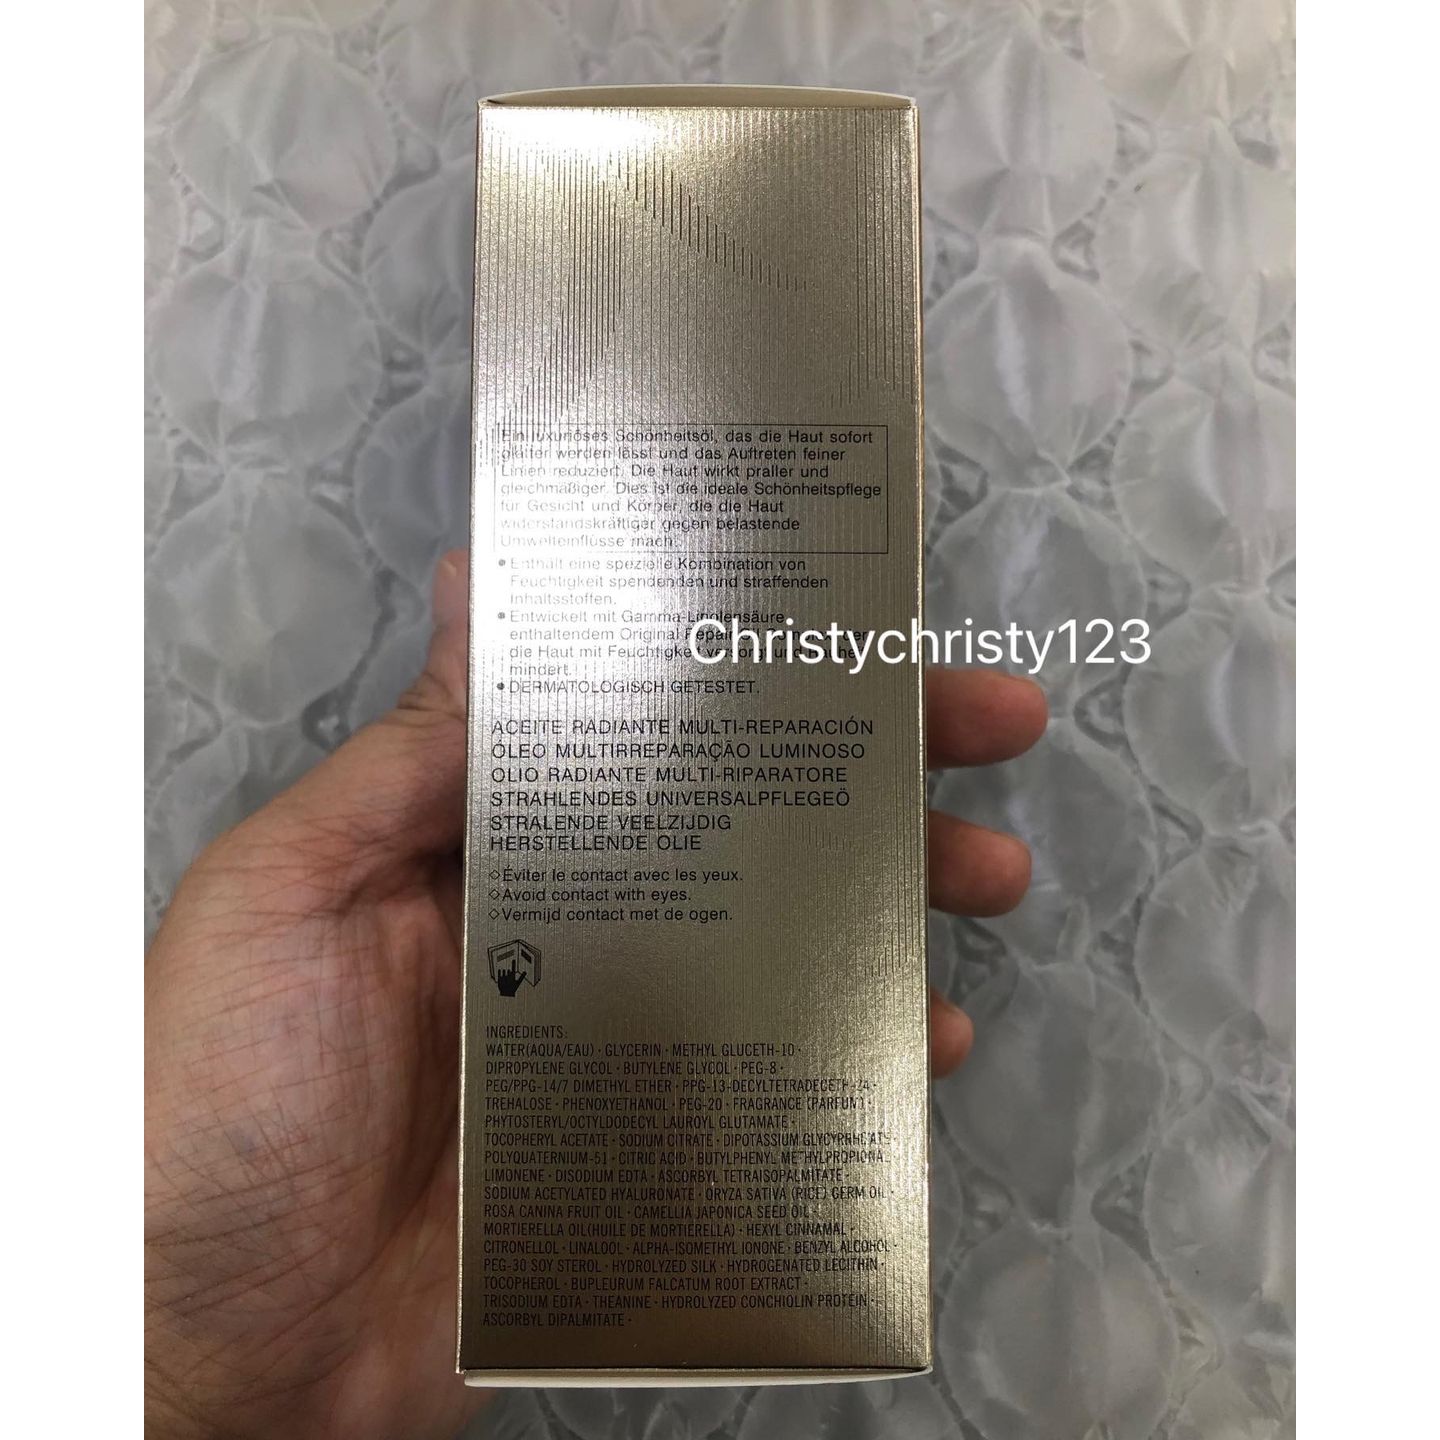 Ein luxuriöses Schönheitsöl, das die Haut sofort
glatter werden lässt und das Auftreten feiner
Linien reduziert. Die Haut wirkt praller und
gleichmäßiger. Dies ist die ideale Schönheitspflege
für Gesicht und Körper, die die Haut
widerstandskräftiger gegen belastende
Umwelteinflüsse macht.
• Enthält eine spezielle Kombination von
Feuchtigkeit spendenden und straffenden
Inhaltsstoffen.
• Entwickelt mit Gamma-Linolensäure
enthaltendem Original Repair Oil
die Haut mit Feuchtigkeit versorgt und
mindert.
• DERMATOLOGISCH GETESTET.
Christychristy123
ACEITE RADIANTE MULTI-REPARACIÓN
ÓLEO MULTIRREPARAÇÃO LUMINOSO
OLIO RADIANTE MULTI-RIPARATORE
STRAHLENDES UNIVERSALPFLEGEÖ
STRALENDE VEELZIJDIG
HERSTELLENDE OLIE
◇Éviter le contact avec les yeux.
◇Avoid contact with eyes.
◇Vermijd contact met de ogen.
INGREDIENTS:
WATER(AQUA/EAU)・GLYCERIN・METHYL GLUCETH-10・
DIPROPYLENE GLYCOL・BUTYLENE GLYCOL・PEG-8・
PEG/PPG-14/7 DIMETHYL ETHER・PPG-13-DECYLTETRADECETH-24・
TREHALOSE・PHENOXYETHANOL・PEG-20・FRAGRANCE (PARFUM)・
PHYTOSTERYL/OCTYLDODECYL LAUROYL GLUTAMATE・
TOCOPHERYL ACETATE・SODIUM CITRATE・DIPOTASSIUM GLYCYRRHIZATE・
POLYQUATERNIUM-51・CITRIC ACID・BUTYLPHENYL METHYLPROPIONAL・
LIMONENE・DISODIUM EDTA・ASCORBYL TETRAISOPALMITATE・
SODIUM ACETYLATED HYALURONATE・ORYZA SATIVA (RICE) GERM OIL・
ROSA CANINA FRUIT OIL・CAMELLIA JAPONICA SEED OIL・
MORTIERELLA OIL(HUILE DE MORTIERELLA)・HEXYL CINNAMAL・
CITRONELLOL・LINALOOL・ALPHA-ISOMETHYL IONONE・BENZYL ALCOHOL・
PEG-30 SOY STEROL・HYDROLYZED SILK・HYDROGENATED LECITHIN・
TOCOPHEROL・BUPLEURUM FALCATUM ROOT EXTRACT・
TRISODIUM EDTA・THEANINE・HYDROLYZED CONCHIOLIN PROTEIN・
ASCORBYL DIPALMITATE・